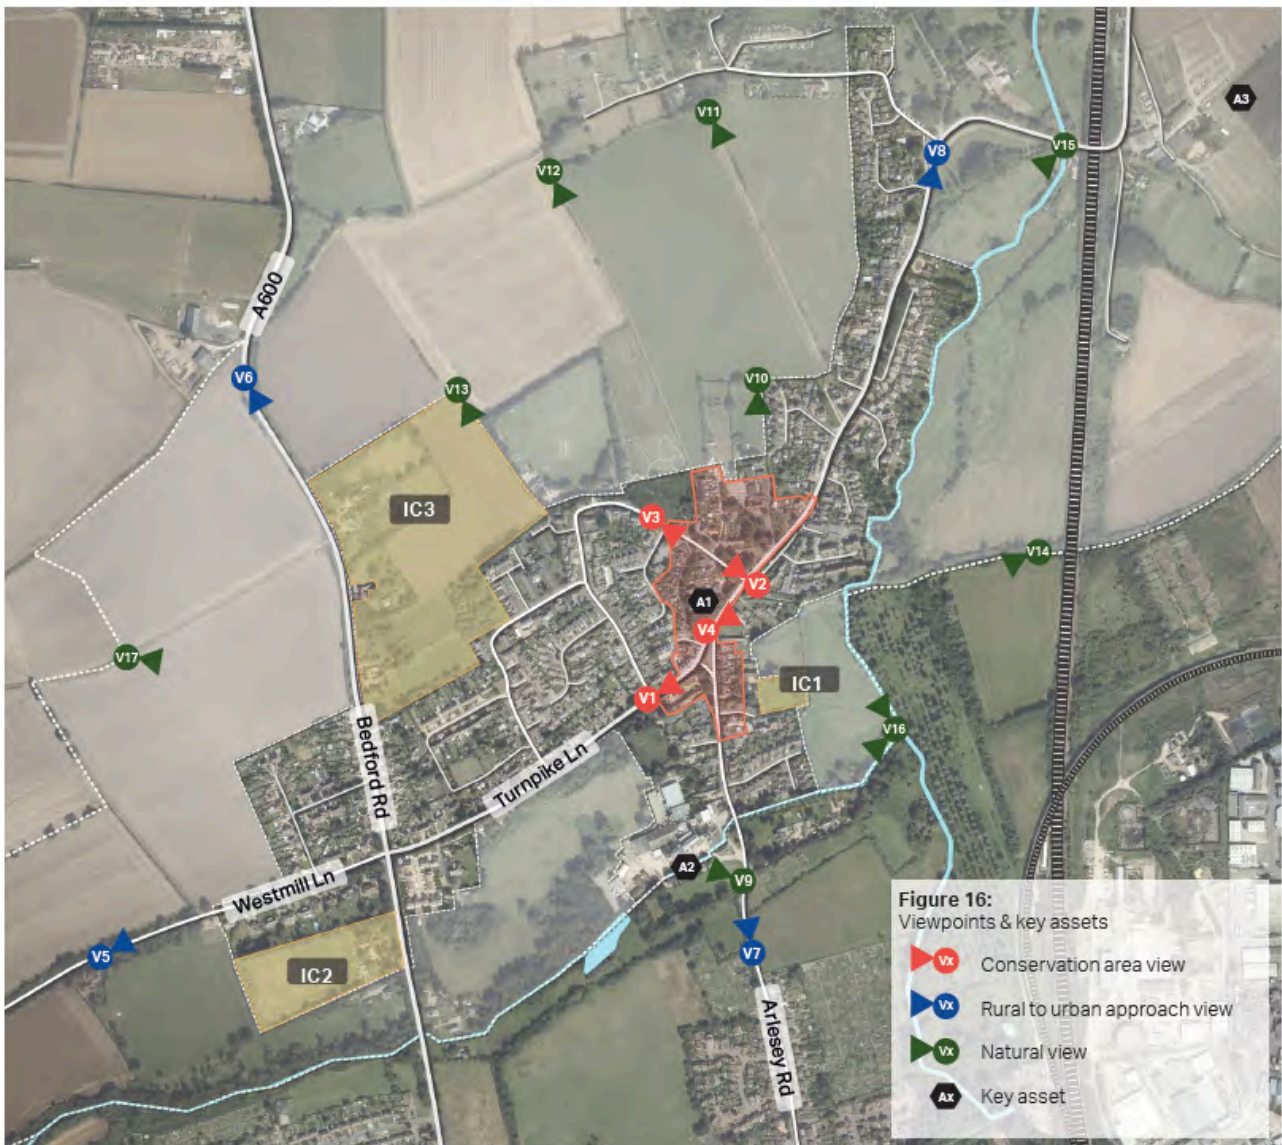 A3
V11
V8
V15
V12
A600
V6
V13
V10
IC3
V3
V14
V2
A1
V4
V17
IC1
V1
V16
Bedford Rd
Turnpike Ln
A2
Westmill Ln
V9
V5
V7
IC2
Arlesey Rd
Figure 16:
Viewpoints & key assets
Vx Conservation area view
Vx Rural to urban approach view
Vx Natural view
Ax Key asset